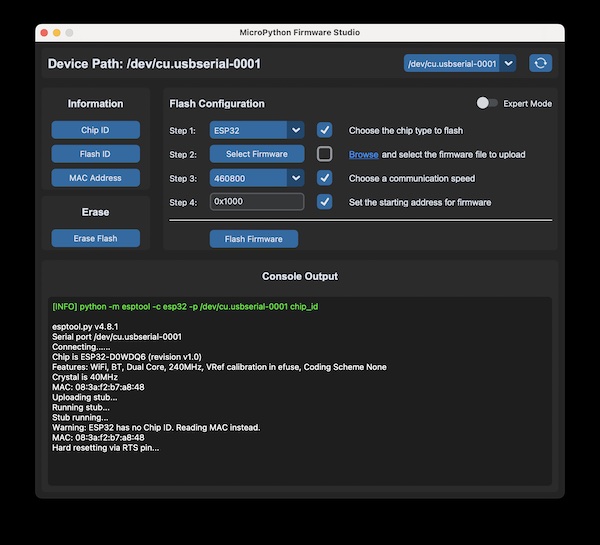 MicroPython Firmware Studio
Device Path: /dev/cu.usbserial-0001
/dev/cu.usbserial-0001
Information
Chip ID
Flash ID
MAC Address
Erase
Erase Flash
Flash Configuration
Expert Mode
Step 1: ESP32 Choose the chip type to flash
Step 2: Select Firmware Browse and select the firmware file to upload
Step 3: 460800 Choose a communication speed
Step 4: 0x1000 Set the starting address for firmware
Flash Firmware
Console Output
[INFO] python -m esptool -c esp32 -p /dev/cu.usbserial-0001 chip_id
esptool.py v4.8.1
Serial port /dev/cu.usbserial-0001
Connecting......
Chip is ESP32-D0WDQ6 (revision v1.0)
Features: WiFi, BT, Dual Core, 240MHz, VRef calibration in efuse, Coding Scheme None
Crystal is 40MHz
MAC: 08:3a:f2:b7:a8:48
Uploading stub...
Running stub...
Stub running...
Warning: ESP32 has no Chip ID. Reading MAC instead.
MAC: 08:3a:f2:b7:a8:48
Hard resetting via RTS pin...